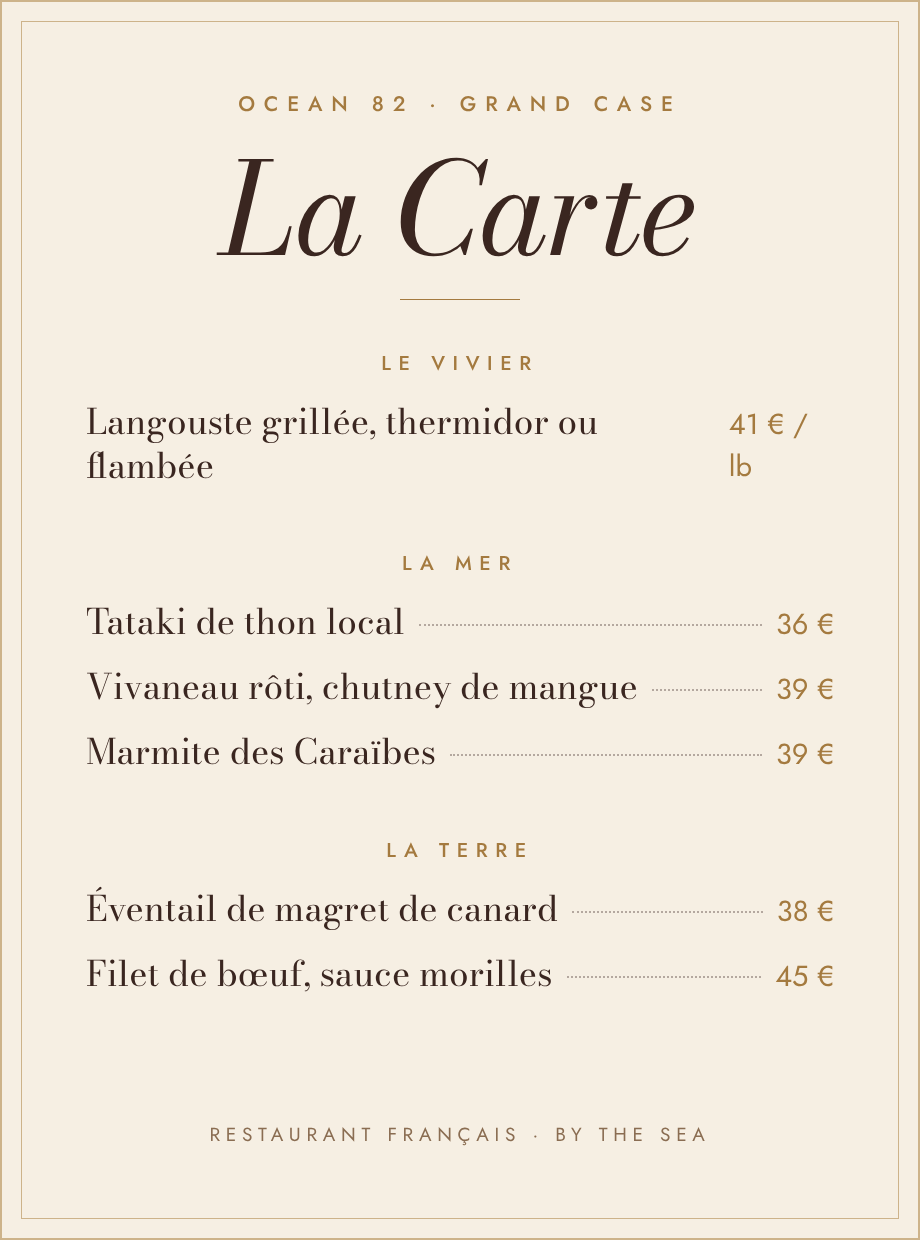 OCEAN 82 · GRAND CASE
La Carte
LE VIVIER
Langouste grillée, thermidor ou 41 € /
flambée lb
LA MER
Tataki de thon local 36 €
Vivaneau rôti, chutney de mangue 39 €
Marmite des Caraïbes 39 €
LA TERRE
Éventail de magret de canard 38 €
Filet de bœuf, sauce morilles 45 €
RESTAURANT FRANÇAIS · BY THE SEA